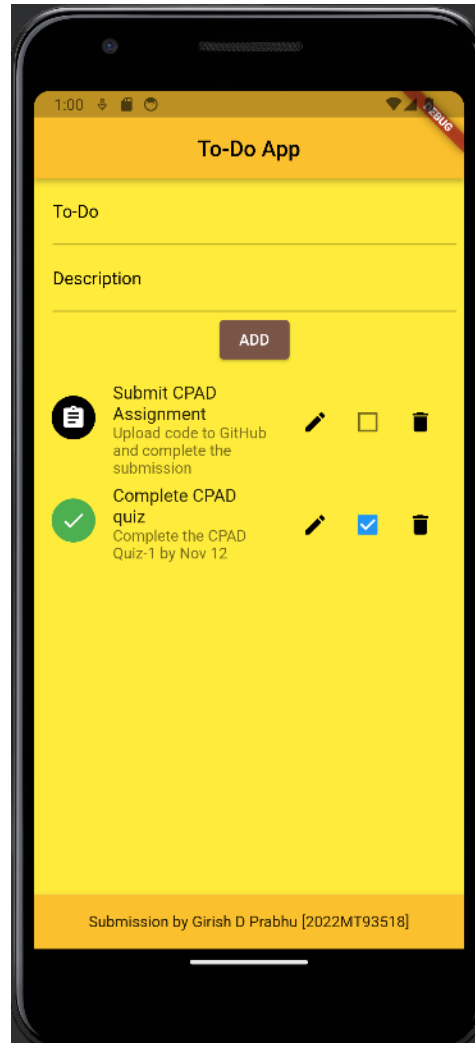 1:00
DEBUG
To-Do App
To-Do
Description
ADD
Submit CPAD
Assignment
Upload code to GitHub
and complete the
submission
Complete CPAD
quiz
Complete the CPAD
Quiz-1 by Nov 12
Submission by Girish D Prabhu [2022MT93518]